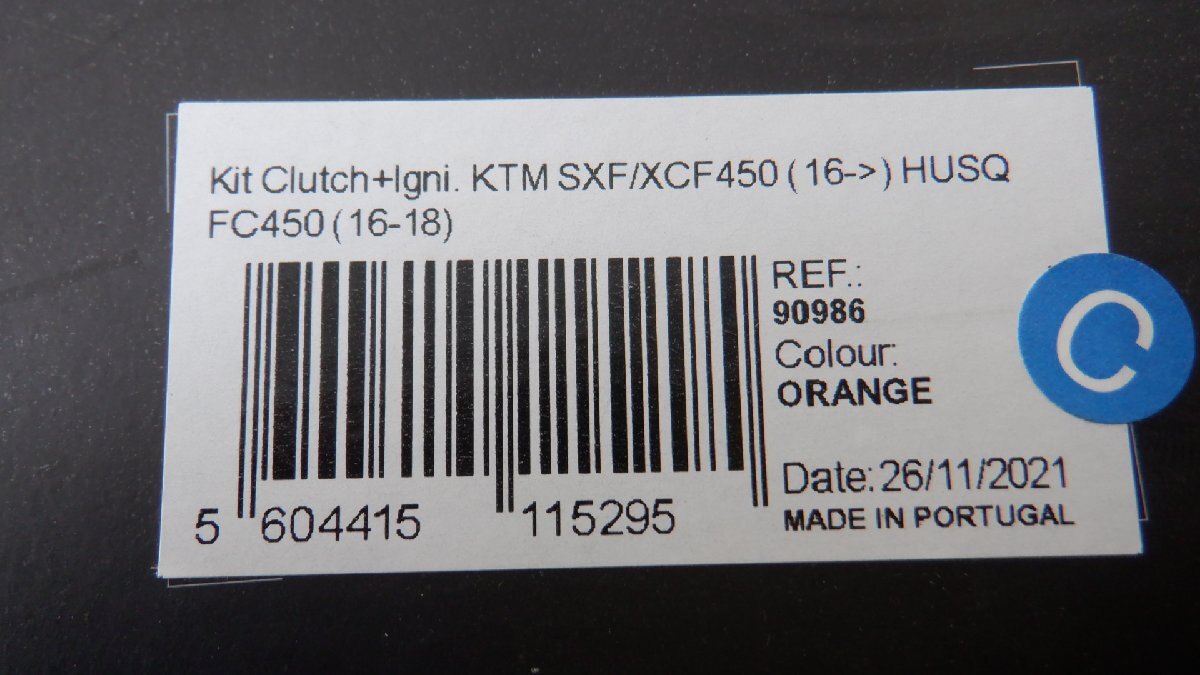 Kit Clutch+Igni. KTM SXF/XCF450 (16->) HUSQ
FC450 (16-18)
REF.:
90986
Colour:
ORANGE
Date: 26/11/2021
MADE IN PORTUGAL
5 604415 115295
C